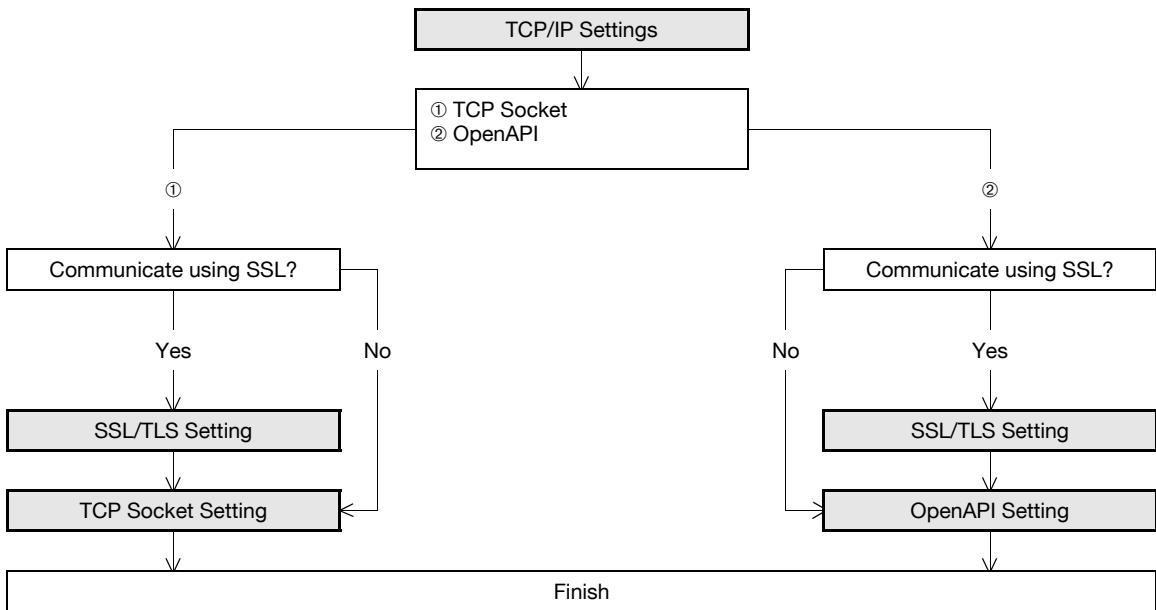 TCP/IP Settings
① TCP Socket
② OpenAPI
①
②
Communicate using SSL?
Communicate using SSL?
Yes
No
No
Yes
SSL/TLS Setting
SSL/TLS Setting
TCP Socket Setting
OpenAPI Setting
Finish